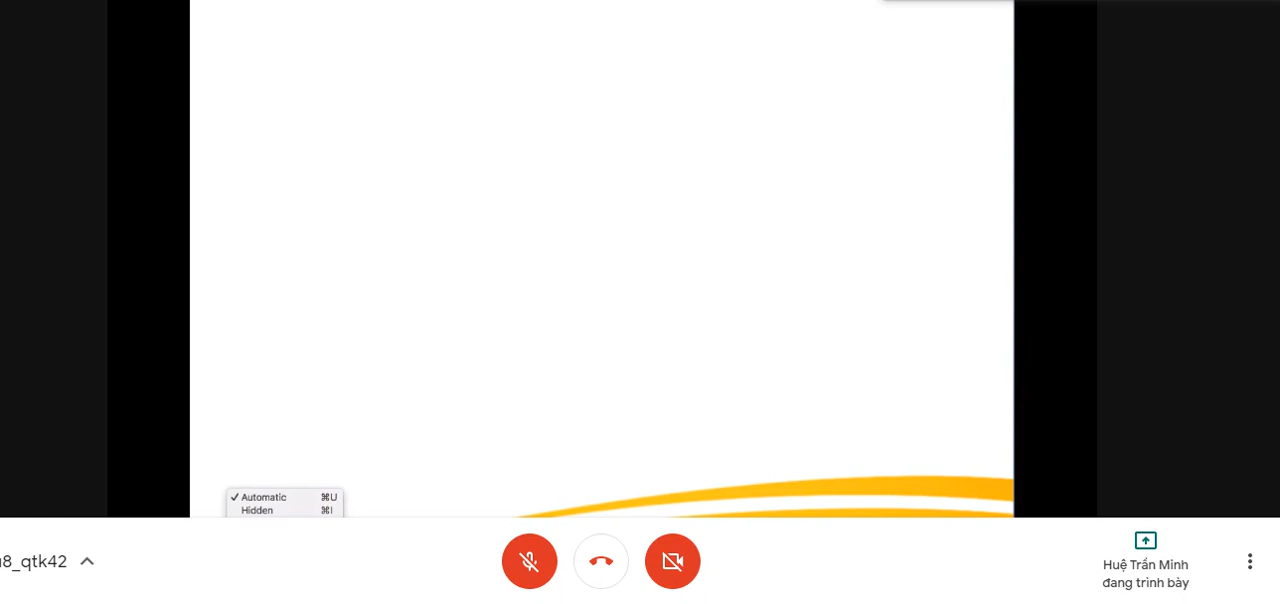 ✓ Automatic ⌘U
Hidden ⌘I
8_qtk42
Huệ Trần Minh
đang trình bày